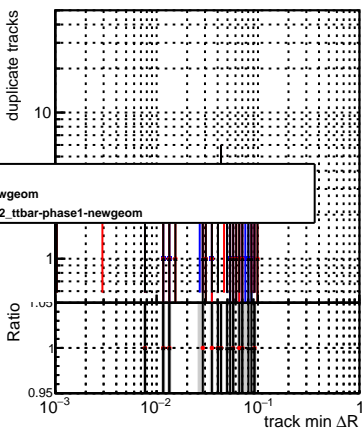 duplicate tracks
10
wgeom
2_ttbar-phase1-newgeom
1
Ratio
1.05
1
0.95
10⁻³
10⁻²
10⁻¹
1
track min ΔR